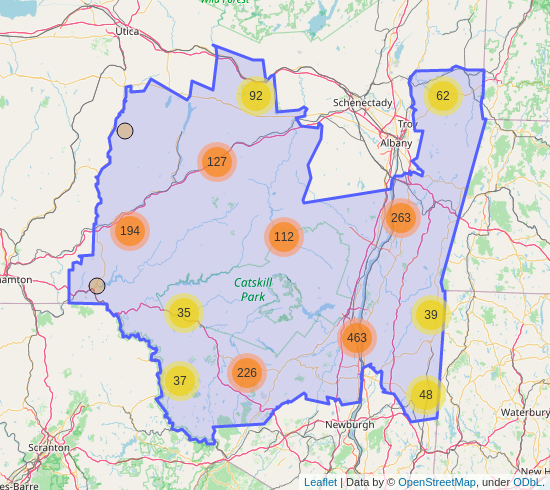 Wild Forest
Utica
92
62
Schenectady
Troy
Albany
127
194
263
112
hamton
Catskill
Park
35
39
463
37
226
48
Newburgh
Waterbury
Scranton
New H
es-Barre
Leaflet | Data by © OpenStreetMap, under ODbL.